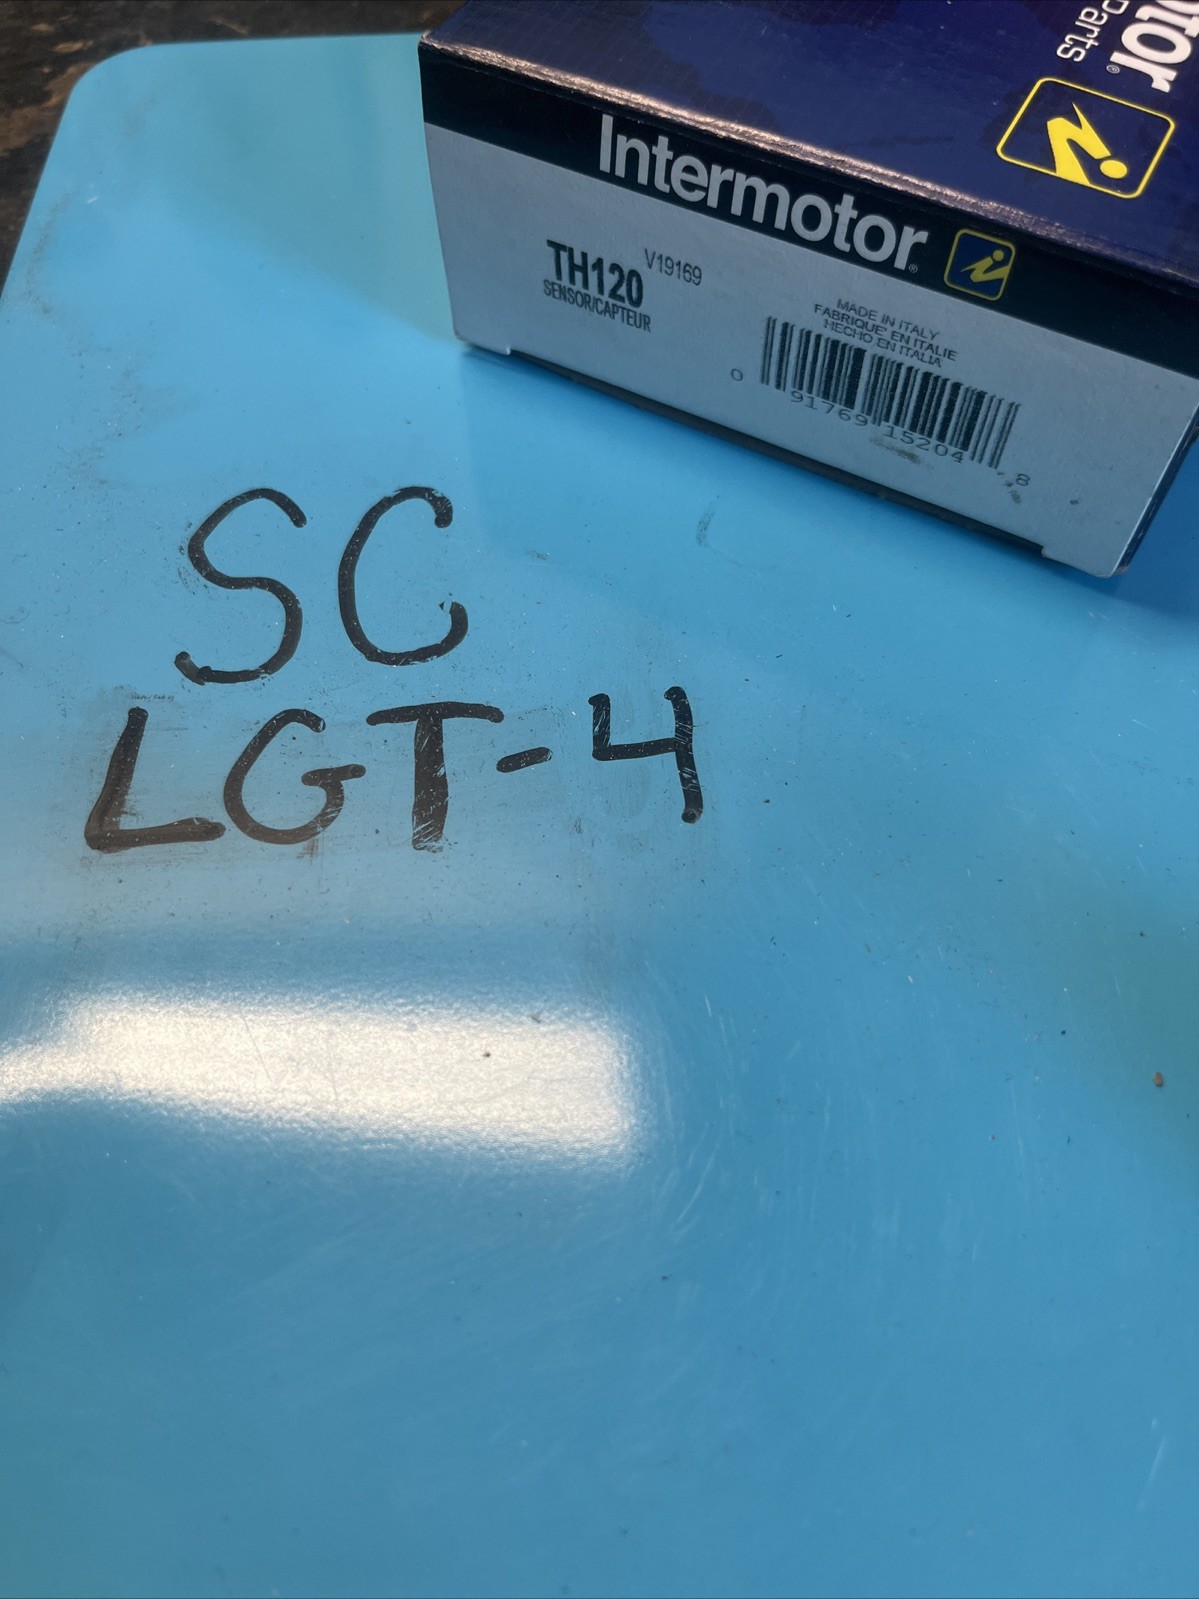 otor®
Parts
Intermotor®
TH120 V19169
SENSOR/CAPTEUR
MADE IN ITALY
FABRIQUE' EN ITALIE
HECHO EN ITALIA
0 91769 15204 8
SC
LGT-4